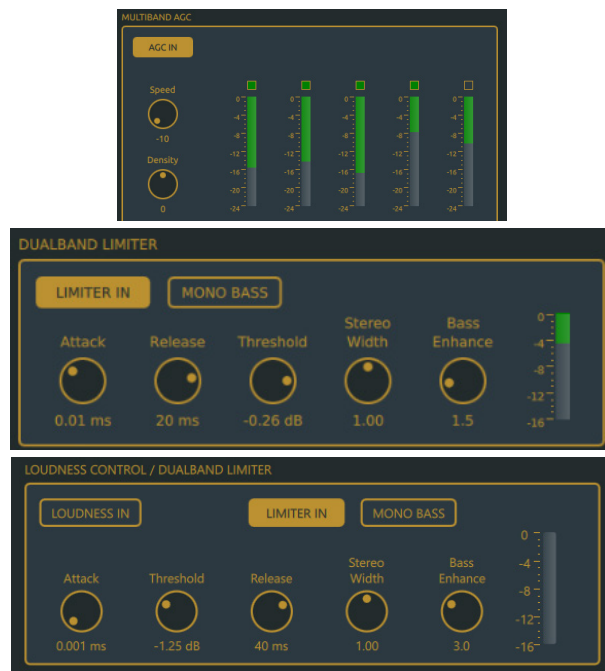 MULTIBAND AGC
AGC IN
Speed
-10
Density
0
0 0 0 0 0
-4 -4 -4 -4 -4
-8 -8 -8 -8 -8
-12 -12 -12 -12 -12
-16 -16 -16 -16 -16
-20 -20 -20 -20 -20
-24 -24 -24 -24 -24
DUALBAND LIMITER
LIMITER IN MONO BASS
Attack Release Threshold Stereo Width Bass Enhance
0.01 ms 20 ms -0.26 dB 1.00 1.5
0
-4
-8
-12
-16
LOUDNESS CONTROL / DUALBAND LIMITER
LOUDNESS IN LIMITER IN MONO BASS
Attack Threshold Release Stereo Width Bass Enhance
0.001 ms -1.25 dB 40 ms 1.00 3.0
0
-4
-8
-12
-16